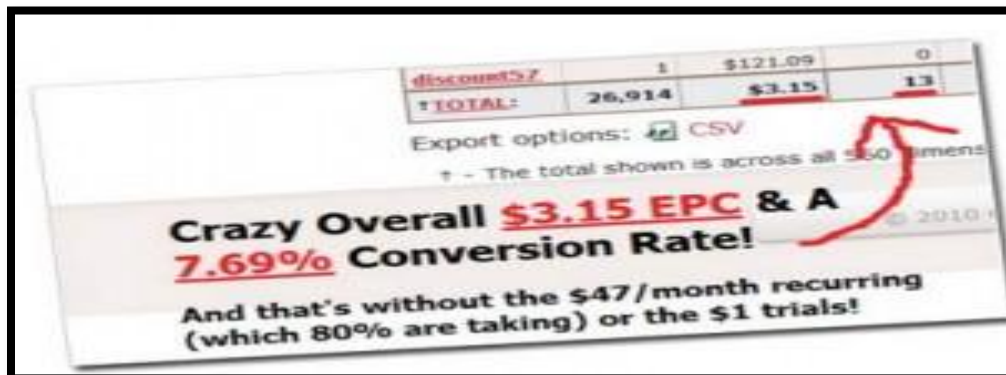 discount57 1 $121.09 0
†TOTAL: 26,914 $3.15 13
Export options: CSV
† - The total shown is across all 560
© 2010
Crazy Overall $3.15 EPC & A
7.69% Conversion Rate!
And that's without the $47/month recurring
(which 80% are taking) or the $1 trials!